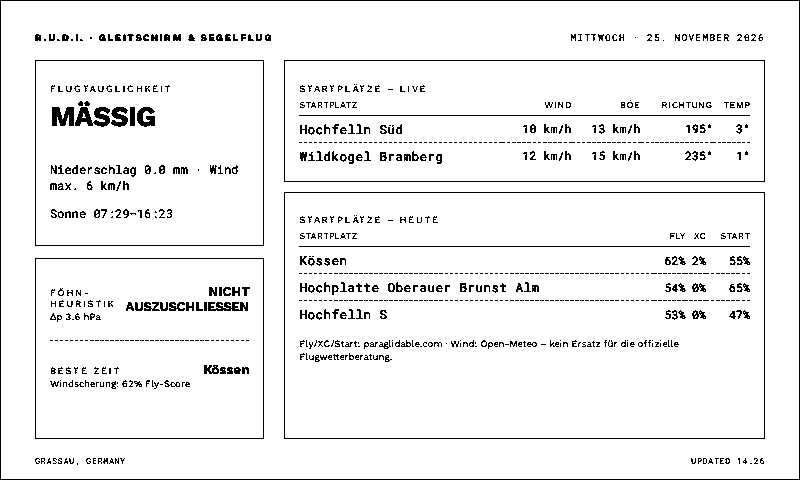 R.U.D.I. · GLEITSCHIRM & SEGELFLUG
MITTWOCH · 25. NOVEMBER 2026
FLUGTAUGLICHKEIT
MÄSSIG
Niederschlag 0.0 mm · Wind
max. 6 km/h
Sonne 07:29–16:23
FÖHN-
HEURISTIK
Δp 3.6 hPa
NICHT
AUSZUSCHLIESSEN
BESTE ZEIT Kössen
Windscherung: 62% Fly-Score
STARTPLÄTZE – LIVE
STARTPLATZ WIND BÖE RICHTUNG TEMP
Hochfelln Süd 10 km/h 13 km/h 195° 3°
Wildkogel Bramberg 12 km/h 15 km/h 235° 1°
STARTPLÄTZE – HEUTE
STARTPLATZ FLY XC START
Kössen 62% 2% 55%
Hochplatte Oberauer Brunst Alm 54% 0% 65%
Hochfelln S 53% 0% 47%
Fly/XC/Start: paraglidable.com · Wind: Open-Meteo – kein Ersatz für die offizielle
Flugwetterberatung.
GRASSAU, GERMANY
UPDATED 14.26